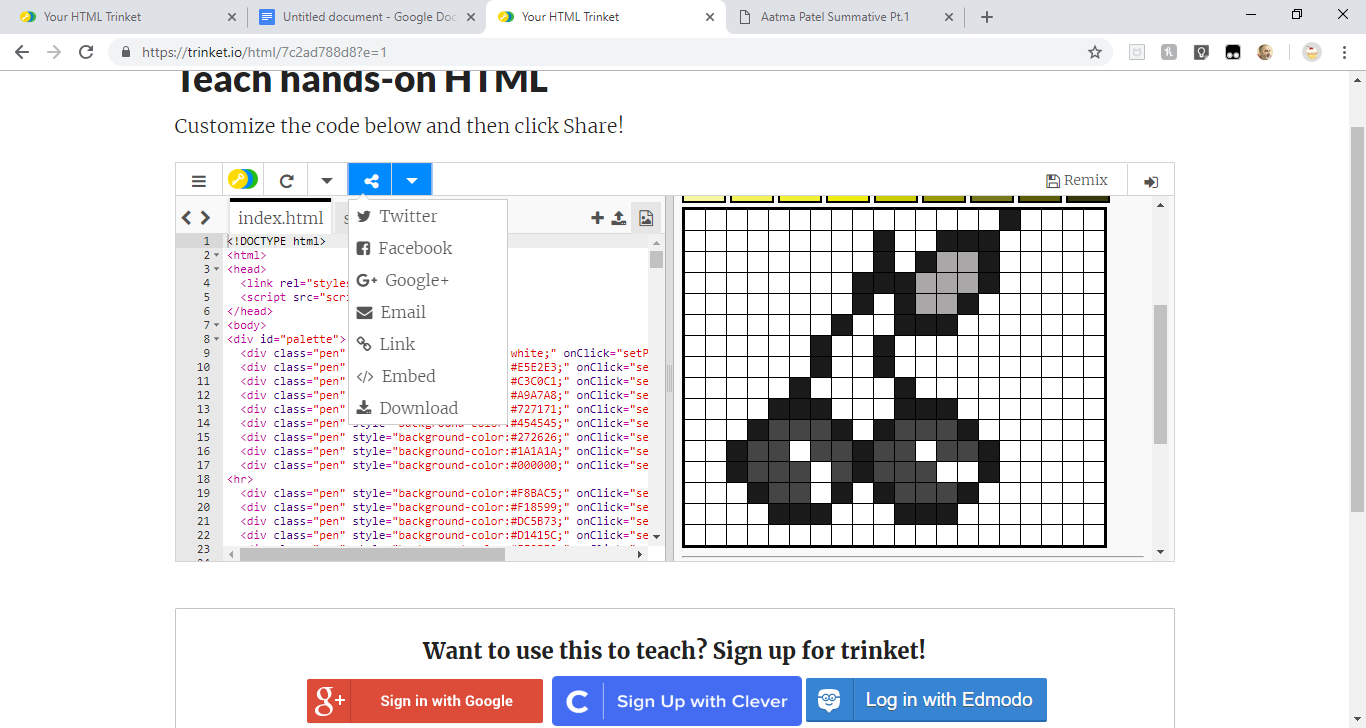 Your HTML Trinket
Untitled document - Google Doc
Your HTML Trinket
Aatma Patel Summative Pt.1
https://trinket.io/html/7c2ad788d8?e=1
Teach hands-on HTML
Customize the code below and then click Share!
Remix
index.html
Twitter
Facebook
Google+
Email
Link
Embed
Download
1 <!DOCTYPE html>
2 <html>
3 <head>
4 <link rel="styles
5 <script src="scri
6 </head>
7 <body>
8 <div id="palette">
9 <div class="pen" white;" onClick="setP
10 <div class="pen" #E5E2E3;" onClick="se
11 <div class="pen" #C3C0C1;" onClick="se
12 <div class="pen" #A9A7A8;" onClick="se
13 <div class="pen" #727171;" onClick="se
14 <div class="pen" style="background-color:#454545;" onClick="se
15 <div class="pen" style="background-color:#272626;" onClick="se
16 <div class="pen" style="background-color:#1A1A1A;" onClick="se
17 <div class="pen" style="background-color:#000000;" onClick="se
18 <hr>
19 <div class="pen" style="background-color:#F8BAC5;" onClick="se
20 <div class="pen" style="background-color:#F18599;" onClick="se
21 <div class="pen" style="background-color:#DC5B73;" onClick="se
22 <div class="pen" style="background-color:#D1415C;" onClick="se
23
Want to use this to teach? Sign up for trinket!
g+ Sign in with Google
C Sign Up with Clever
Log in with Edmodo